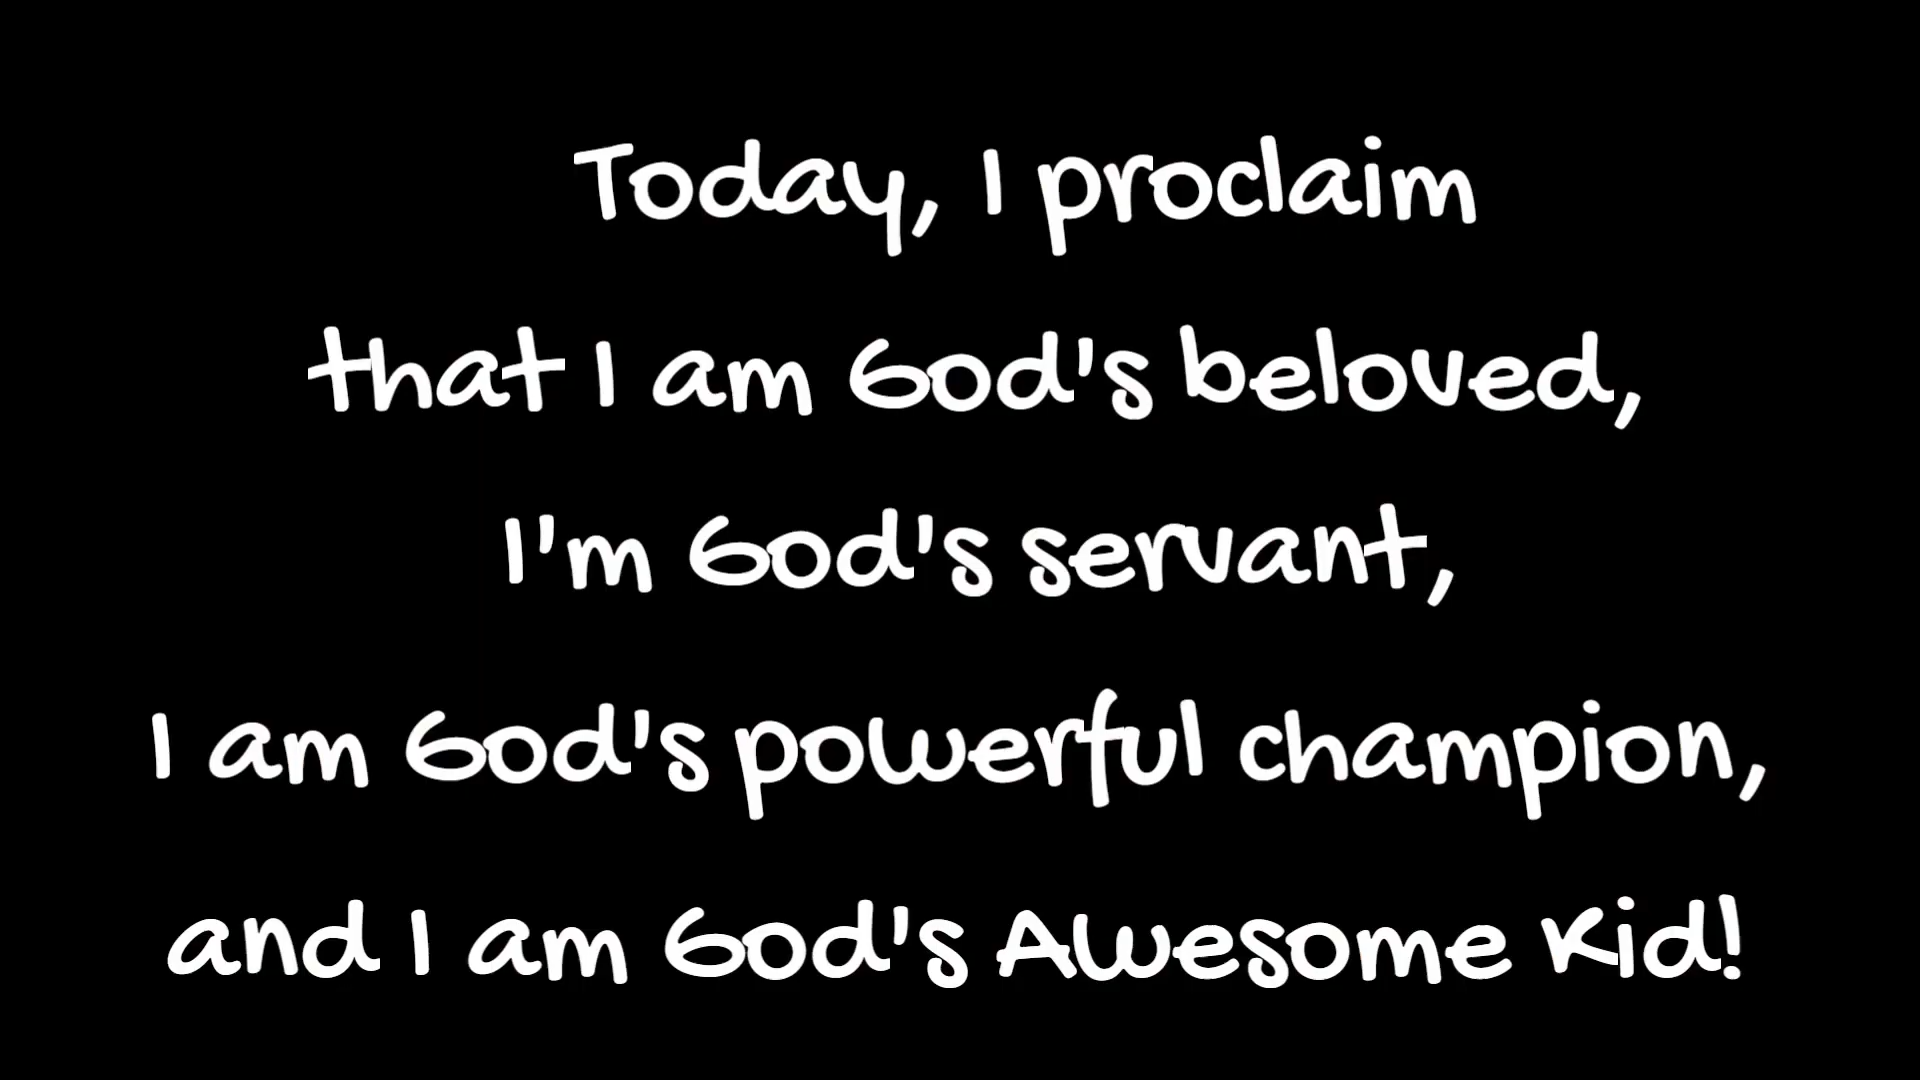 Today, I proclaim
that I am God's beloved,
I'm God's servant,
I am God's powerful champion,
and I am God's Awesome Kid!